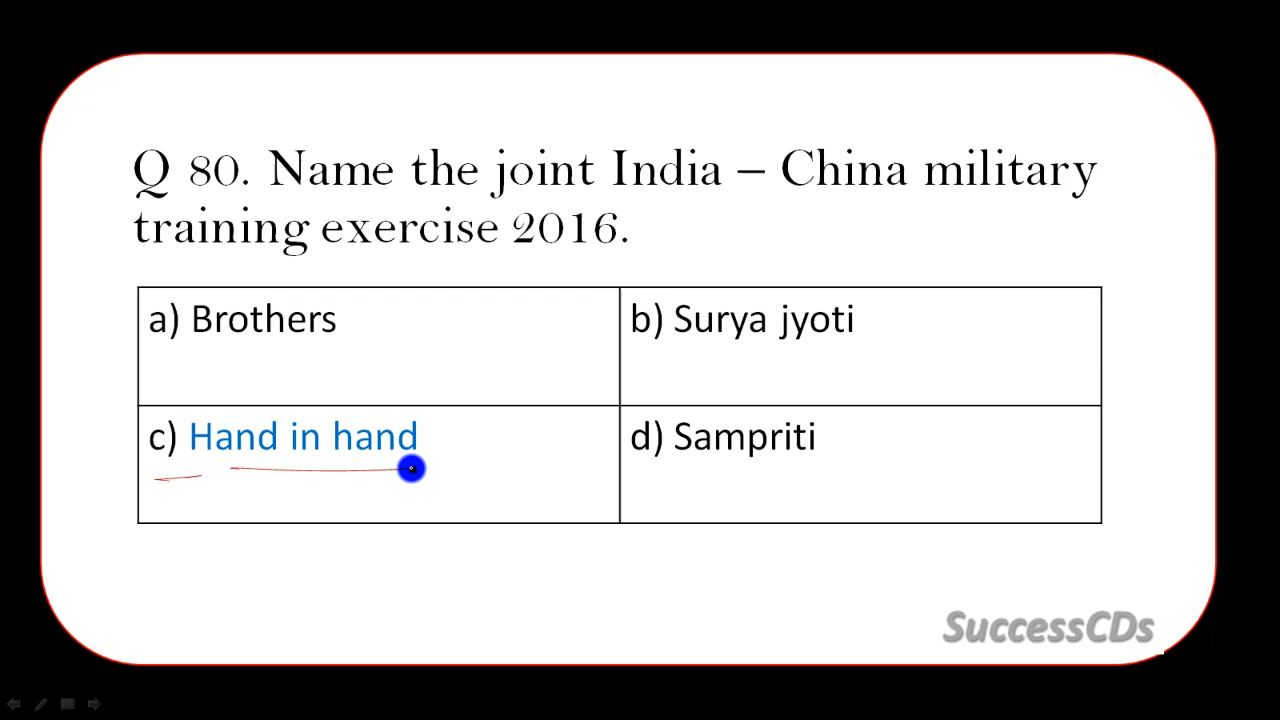 Q 80. Name the joint India – China military
training exercise 2016.
a) Brothers
b) Surya jyoti
c) Hand in hand
d) Sampriti
SuccessCDs